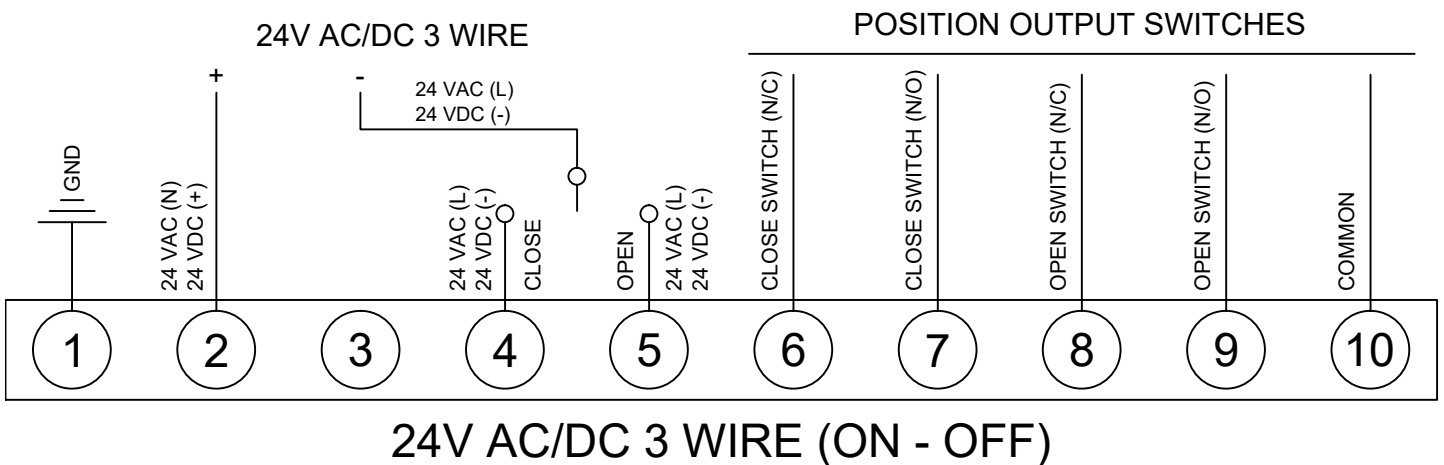 24V AC/DC 3 WIRE
POSITION OUTPUT SWITCHES
+
-
24 VAC (L)
24 VDC (-)
GND
24 VAC (N)
24 VDC (+)
24 VAC (L)
24 VDC (-)
CLOSE
OPEN
24 VAC (L)
24 VDC (-)
CLOSE SWITCH (N/C)
CLOSE SWITCH (N/O)
OPEN SWITCH (N/C)
OPEN SWITCH (N/O)
COMMON
1
2
3
4
5
6
7
8
9
10
24V AC/DC 3 WIRE (ON - OFF)